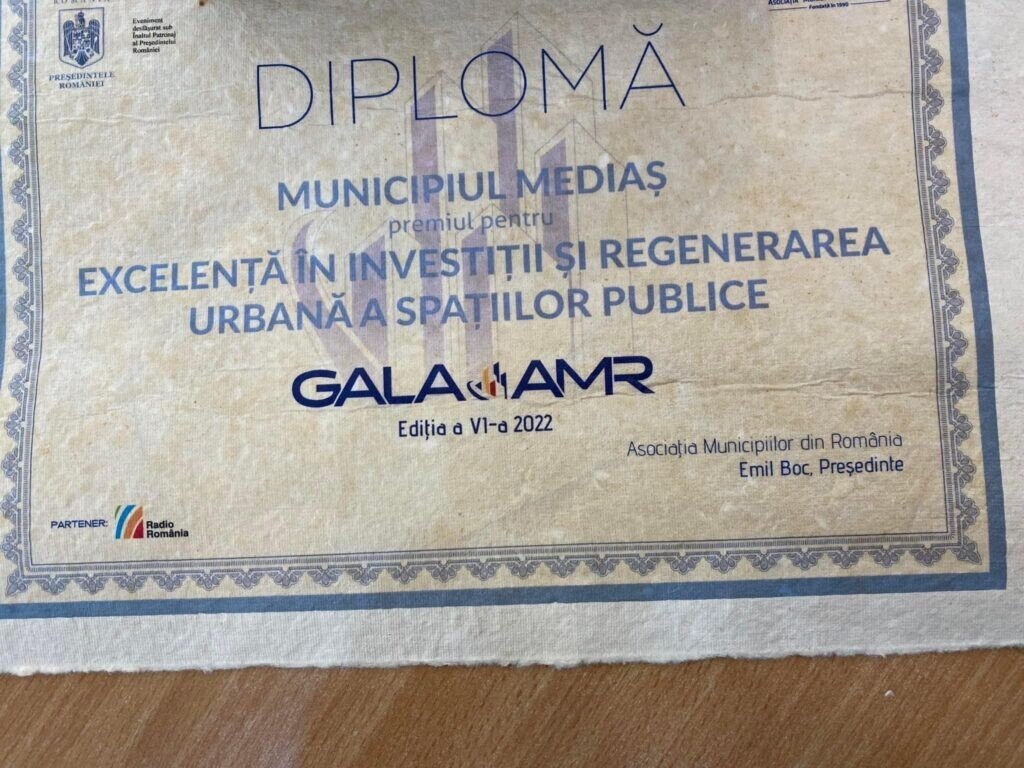 Eveniment
desfășurat sub
Înaltul Patronaj
al Președintelui
României
PREȘEDINTELE
ROMÂNIEI
Fondată în 1990
DIPLOMĂ
MUNICIPIUL MEDIAȘ
premiul pentru
EXCELENȚĂ ÎN INVESTIȚII ȘI REGENERAREA
URBANĂ A SPAȚIILOR PUBLICE
GALA AMR
Ediția a VI-a 2022
Asociația Municipiilor din România
Emil Boc, Președinte
PARTENER:
Radio
România